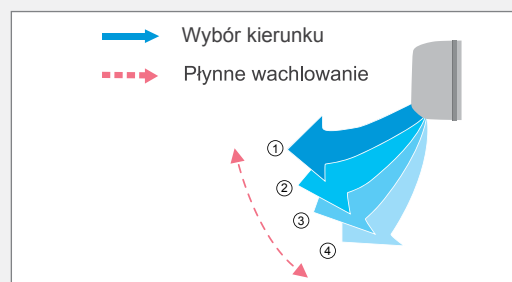 Wybór kierunku
Płynne wachlowanie
①
②
③
④